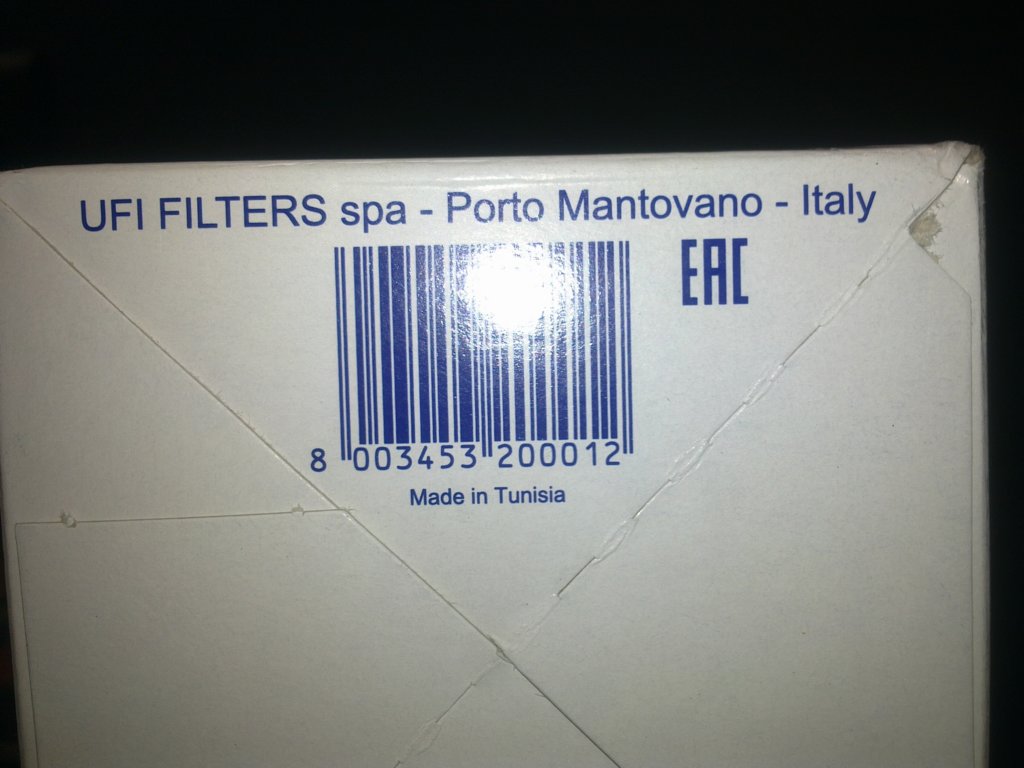 UFI FILTERS spa - Porto Mantovano - Italy
EAC
8 003453 200012
Made in Tunisia